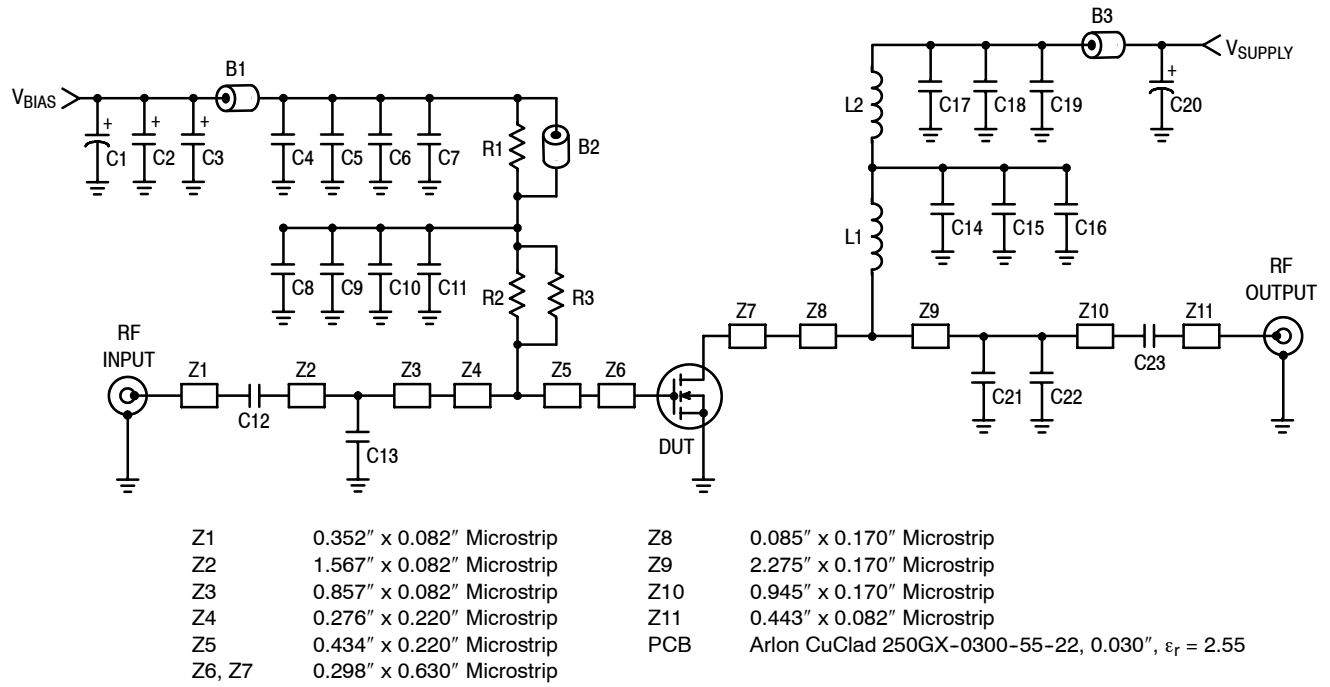 B3
V_SUPPLY
B1
V_BIAS
L2
C17
C18
C19
+
C20
+
C1
+
C2
+
C3
C4
C5
C6
C7
R1
B2
C14
C15
C16
L1
C8
C9
C10
C11
R2
R3
RF
INPUT
RF
OUTPUT
Z7
Z8
Z9
Z10
Z11
C23
Z1
Z2
Z3
Z4
Z5
Z6
C12
C13
DUT
C21
C22
Z1 0.352″ x 0.082″ Microstrip
Z2 1.567″ x 0.082″ Microstrip
Z3 0.857″ x 0.082″ Microstrip
Z4 0.276″ x 0.220″ Microstrip
Z5 0.434″ x 0.220″ Microstrip
Z6, Z7 0.298″ x 0.630″ Microstrip
Z8 0.085″ x 0.170″ Microstrip
Z9 2.275″ x 0.170″ Microstrip
Z10 0.945″ x 0.170″ Microstrip
Z11 0.443″ x 0.082″ Microstrip
PCB Arlon CuClad 250GX-0300-55-22, 0.030″, εr = 2.55